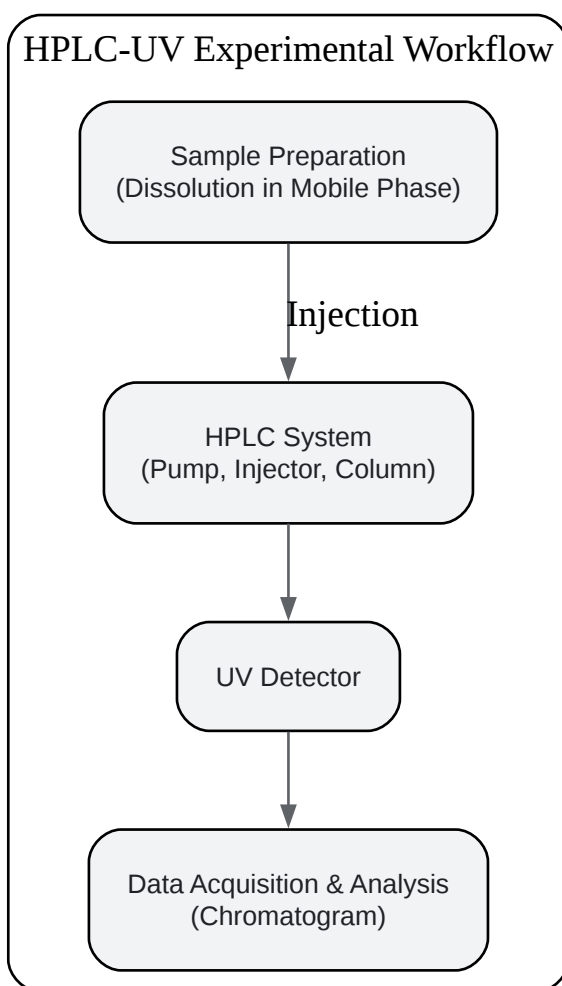 HPLC-UV Experimental Workflow
Sample Preparation
(Dissolution in Mobile Phase)
Injection
HPLC System
(Pump, Injector, Column)
UV Detector
Data Acquisition & Analysis
(Chromatogram)